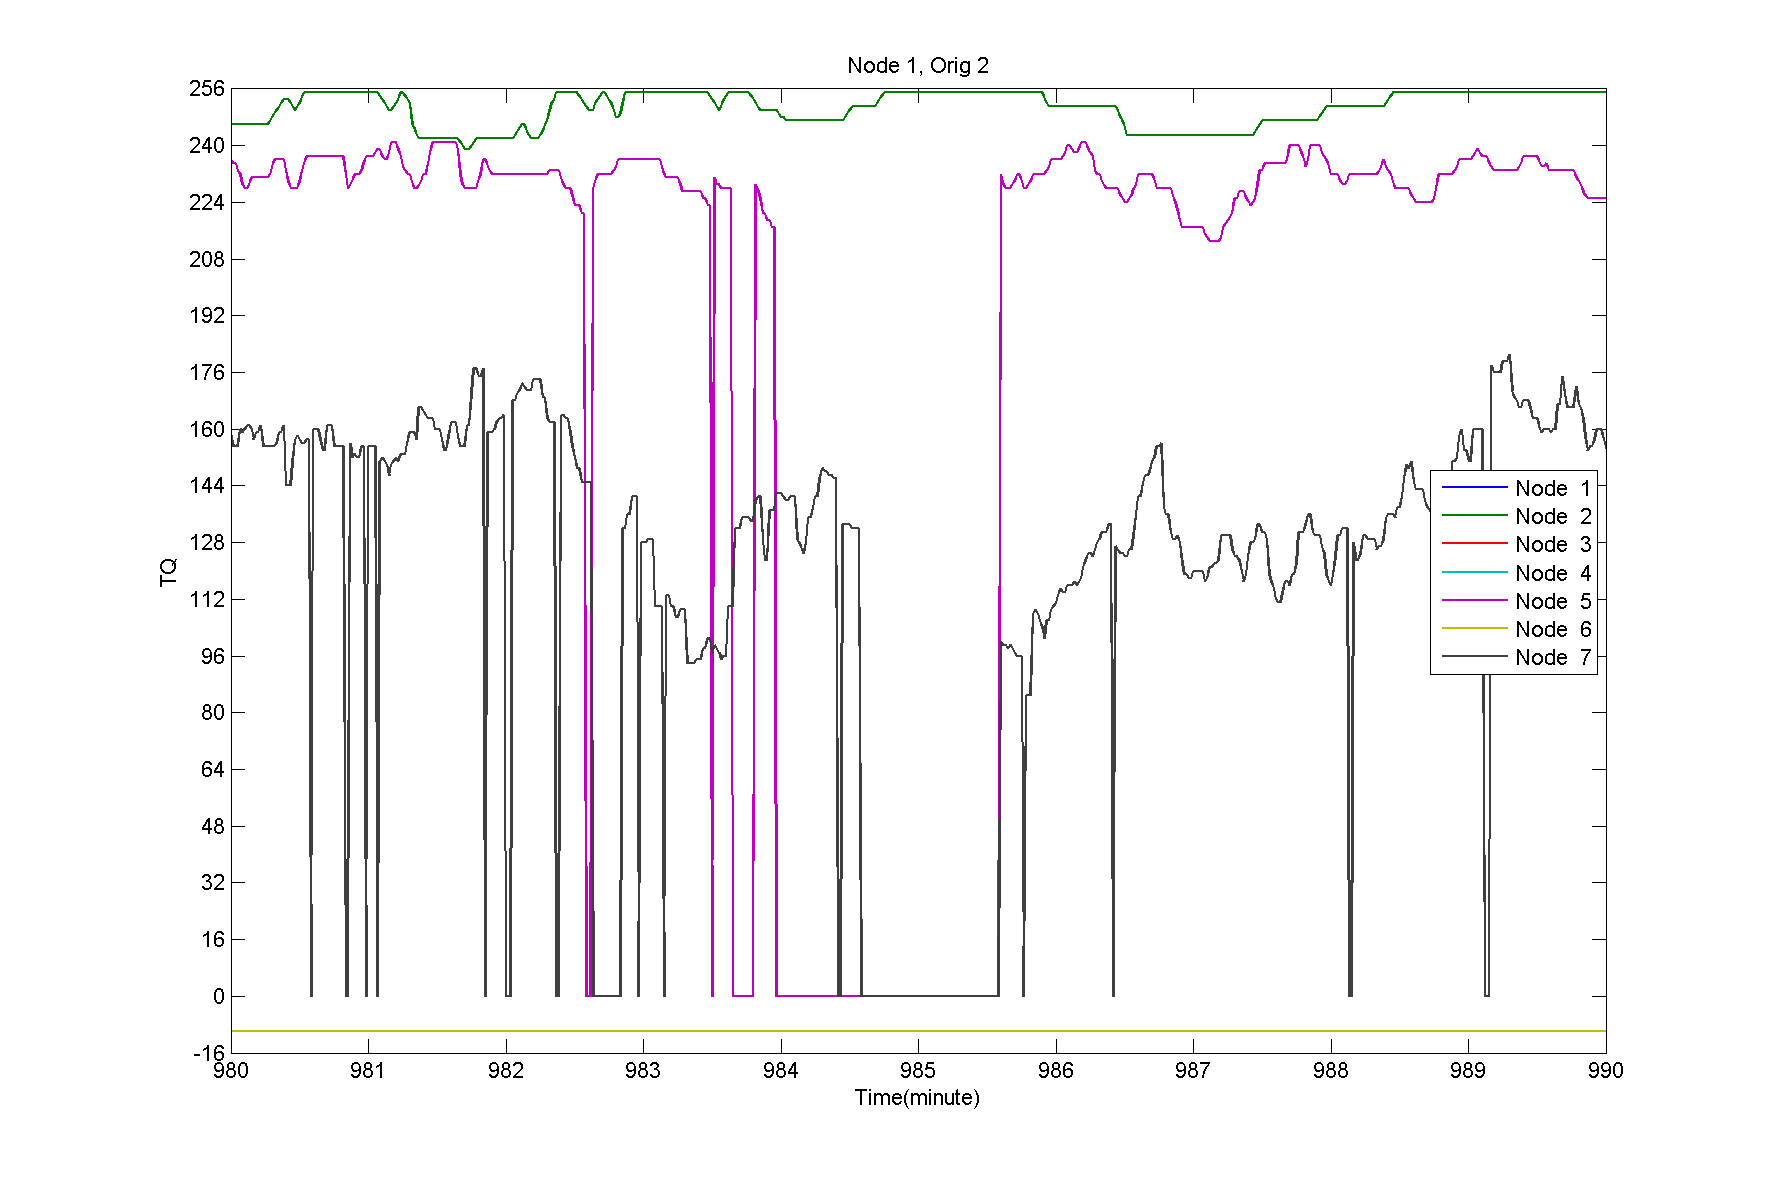 Node 1, Orig 2
256
240
224
208
192
176
160
144
128
112
96
80
64
48
32
16
0
-16
TQ
980 981 982 983 984 985 986 987 988 989 990
Time(minute)
Node 1
Node 2
Node 3
Node 4
Node 5
Node 6
Node 7